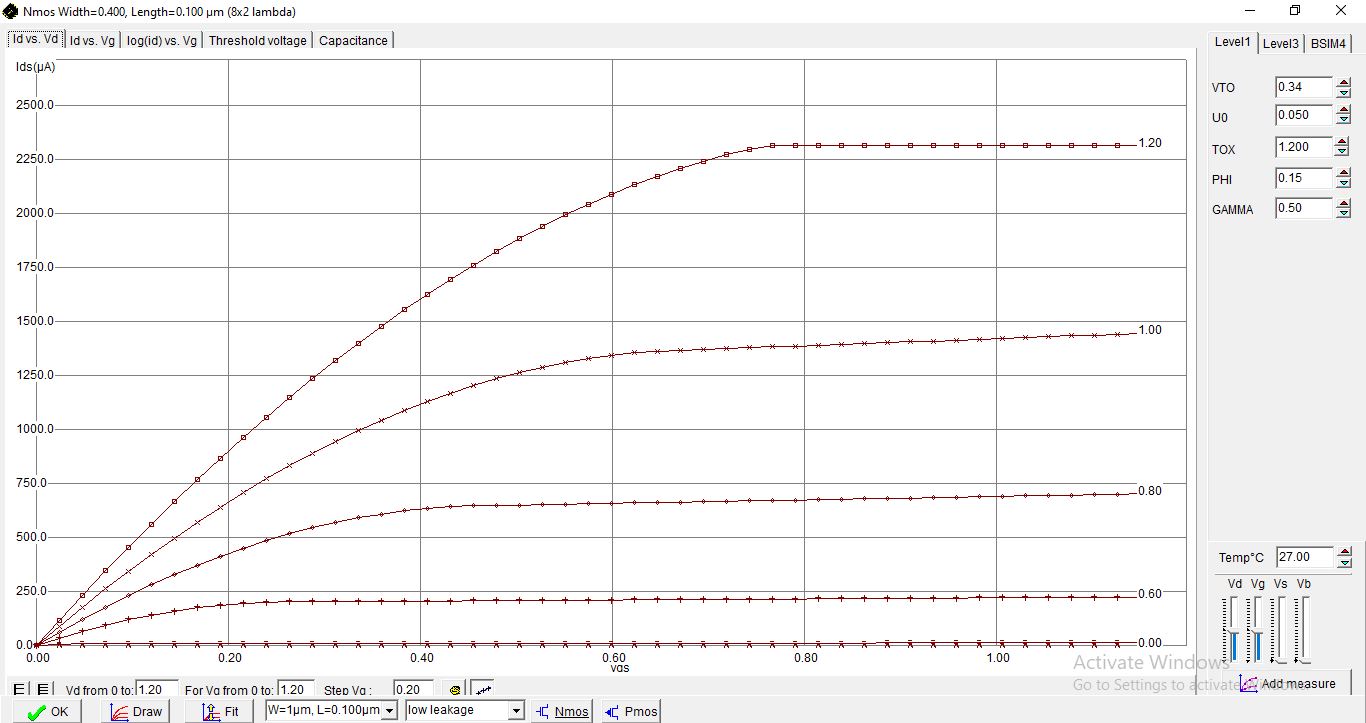 Nmos Width=0.400, Length=0.100 µm (8x2 lambda)
Id vs. Vd Id vs. Vg log(id) vs. Vg Threshold voltage Capacitance
Level1 Level3 BSIM4
Ids(µA)
2500.0
2250.0
2000.0
1750.0
1500.0
1250.0
1000.0
750.0
500.0
250.0
0.0
1.20
1.00
0.80
0.60
0.00
0.00 0.20 0.40 0.60 0.80 1.00
vds
VTO 0.34
U0 0.050
TOX 1.200
PHI 0.15
GAMMA 0.50
Temp°C 27.00
Vd Vg Vs Vb
Activate Windows
Go to Settings to activate Windows.
Add measure
Vd from 0 to: 1.20 For Vg from 0 to: 1.20 Step Vg : 0.20
OK Draw Fit W=1µm, L=0.100µm low leakage Nmos Pmos